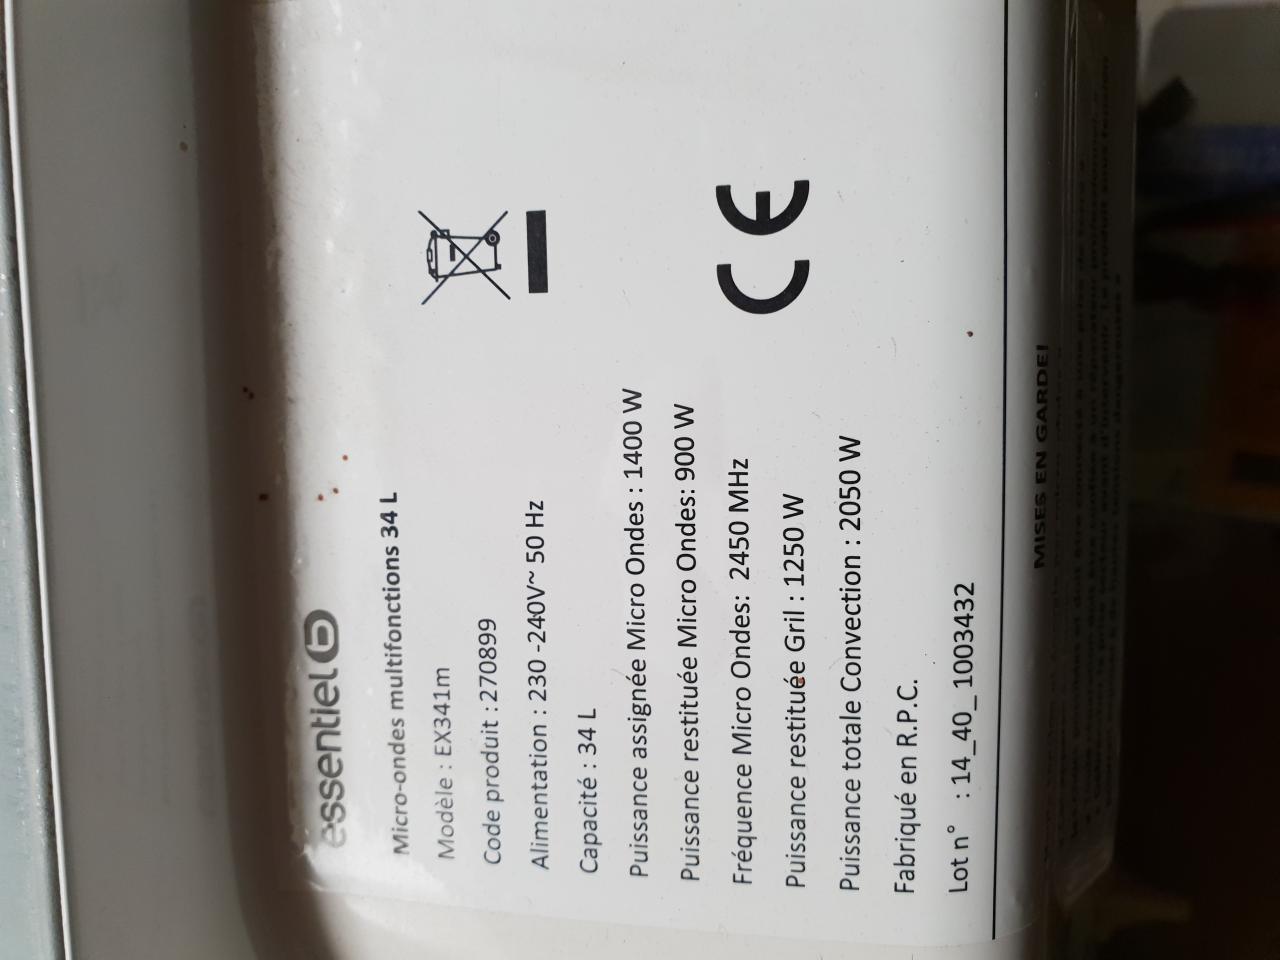 essentiel b
Micro-ondes multifonctions 34 L
Modèle : EX341m
Code produit : 270899
Alimentation : 230 -240V~ 50 Hz
Capacité : 34 L
Puissance assignée Micro Ondes : 1400 W
Puissance restituée Micro Ondes: 900 W
Fréquence Micro Ondes: 2450 MHz
Puissance restituée Gril : 1250 W
Puissance totale Convection : 2050 W
Fabriqué en R.P.C.
Lot n° : 14_40_ 1003432
CE
MISES EN GARDE!